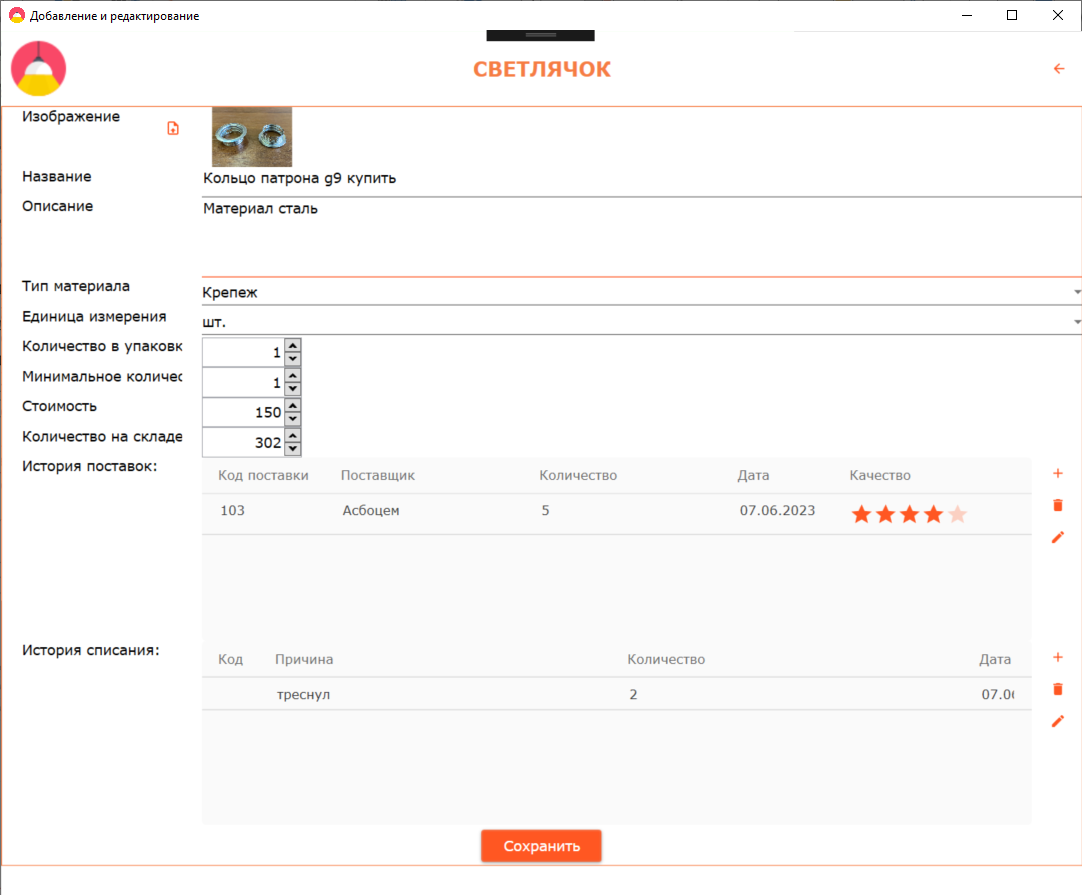 Добавление и редактирование
СВЕТЛЯЧОК
Изображение
Название Кольцо патрона g9 купить
Описание Материал сталь
Тип материала Крепеж
Единица измерения шт.
Количество в упаковк 1
Минимальное количес 1
Стоимость 150
Количество на складе 302
История поставок: Код поставки Поставщик Количество Дата Качество
103 Асбоцем 5 07.06.2023
История списания: Код Причина Количество Дата
треснул 2 07.0
Сохранить